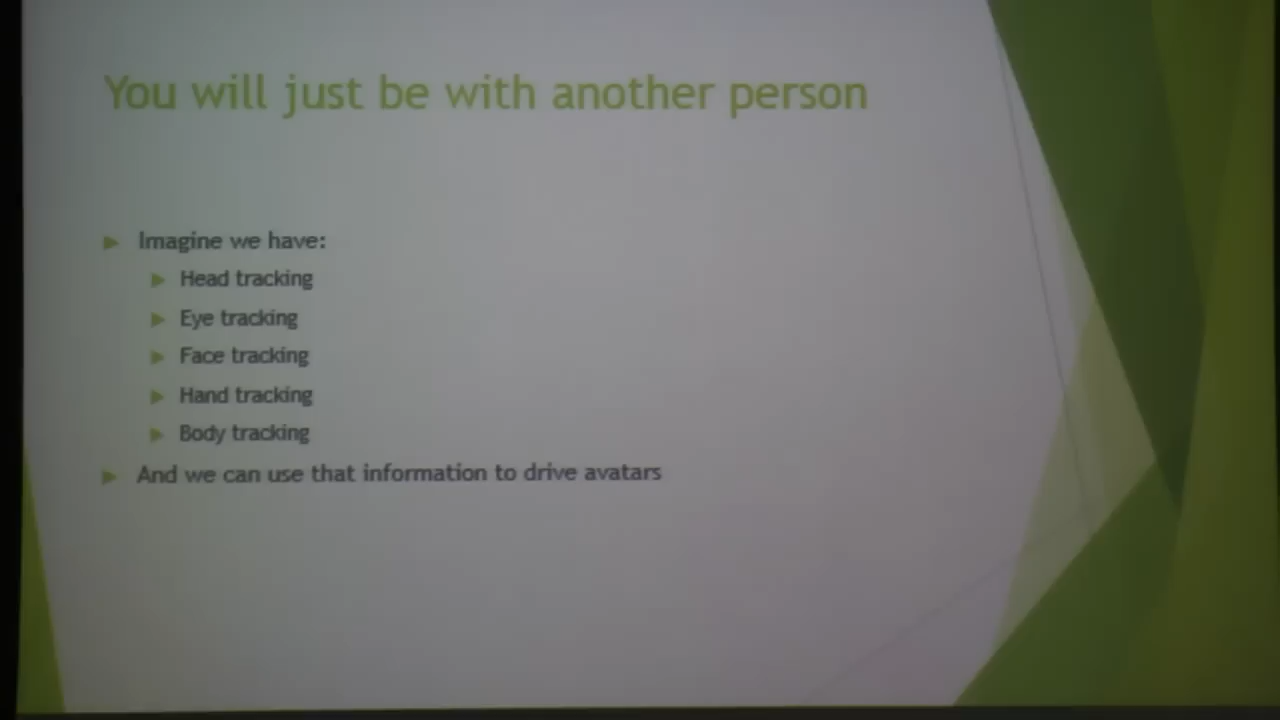 You will just be with another person
Imagine we have:
Head tracking
Eye tracking
Face tracking
Hand tracking
Body tracking
And we can use that information to drive avatars